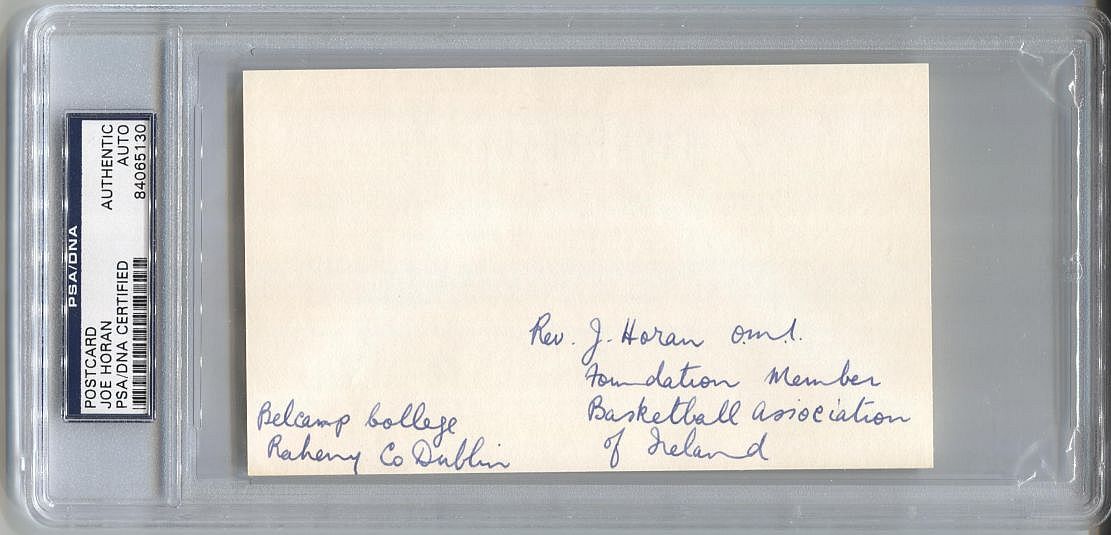 PSA/DNA
POSTCARD
JOE HORAN
PSA/DNA CERTIFIED
AUTHENTIC
AUTO
84065130
Rev. J. Horan o.m.i.
Foundation Member
Basketball Association
of Ireland
Belcamp College
Raheny Co Dublin